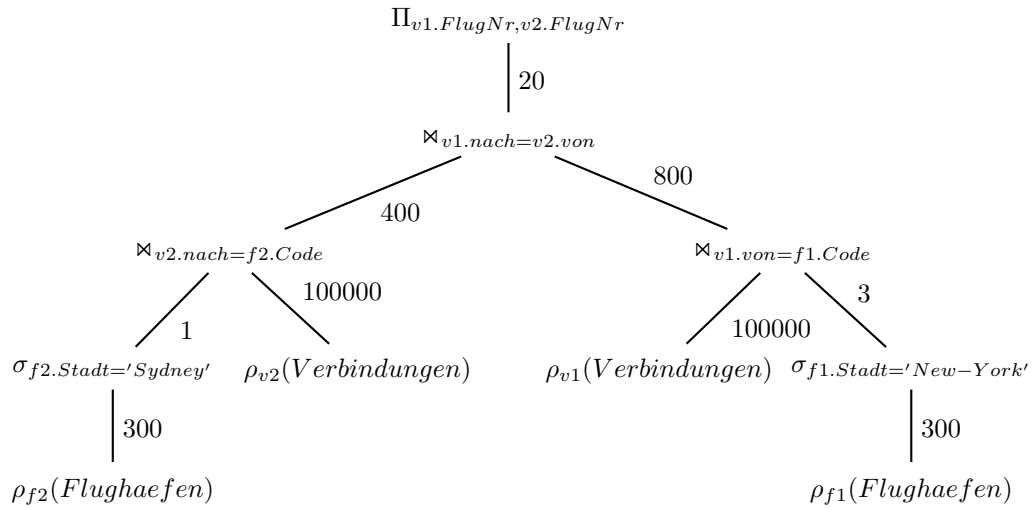 Π_{v1.FlugNr,v2.FlugNr}
20
⋈_{v1.nach=v2.von}
400 800
⋈_{v2.nach=f2.Code} ⋈_{v1.von=f1.Code}
1 100000 100000 3
σ_{f2.Stadt='Sydney'} ρ_{v2}(Verbindungen) ρ_{v1}(Verbindungen) σ_{f1.Stadt='New−York'}
300 300
ρ_{f2}(Flughaefen) ρ_{f1}(Flughaefen)